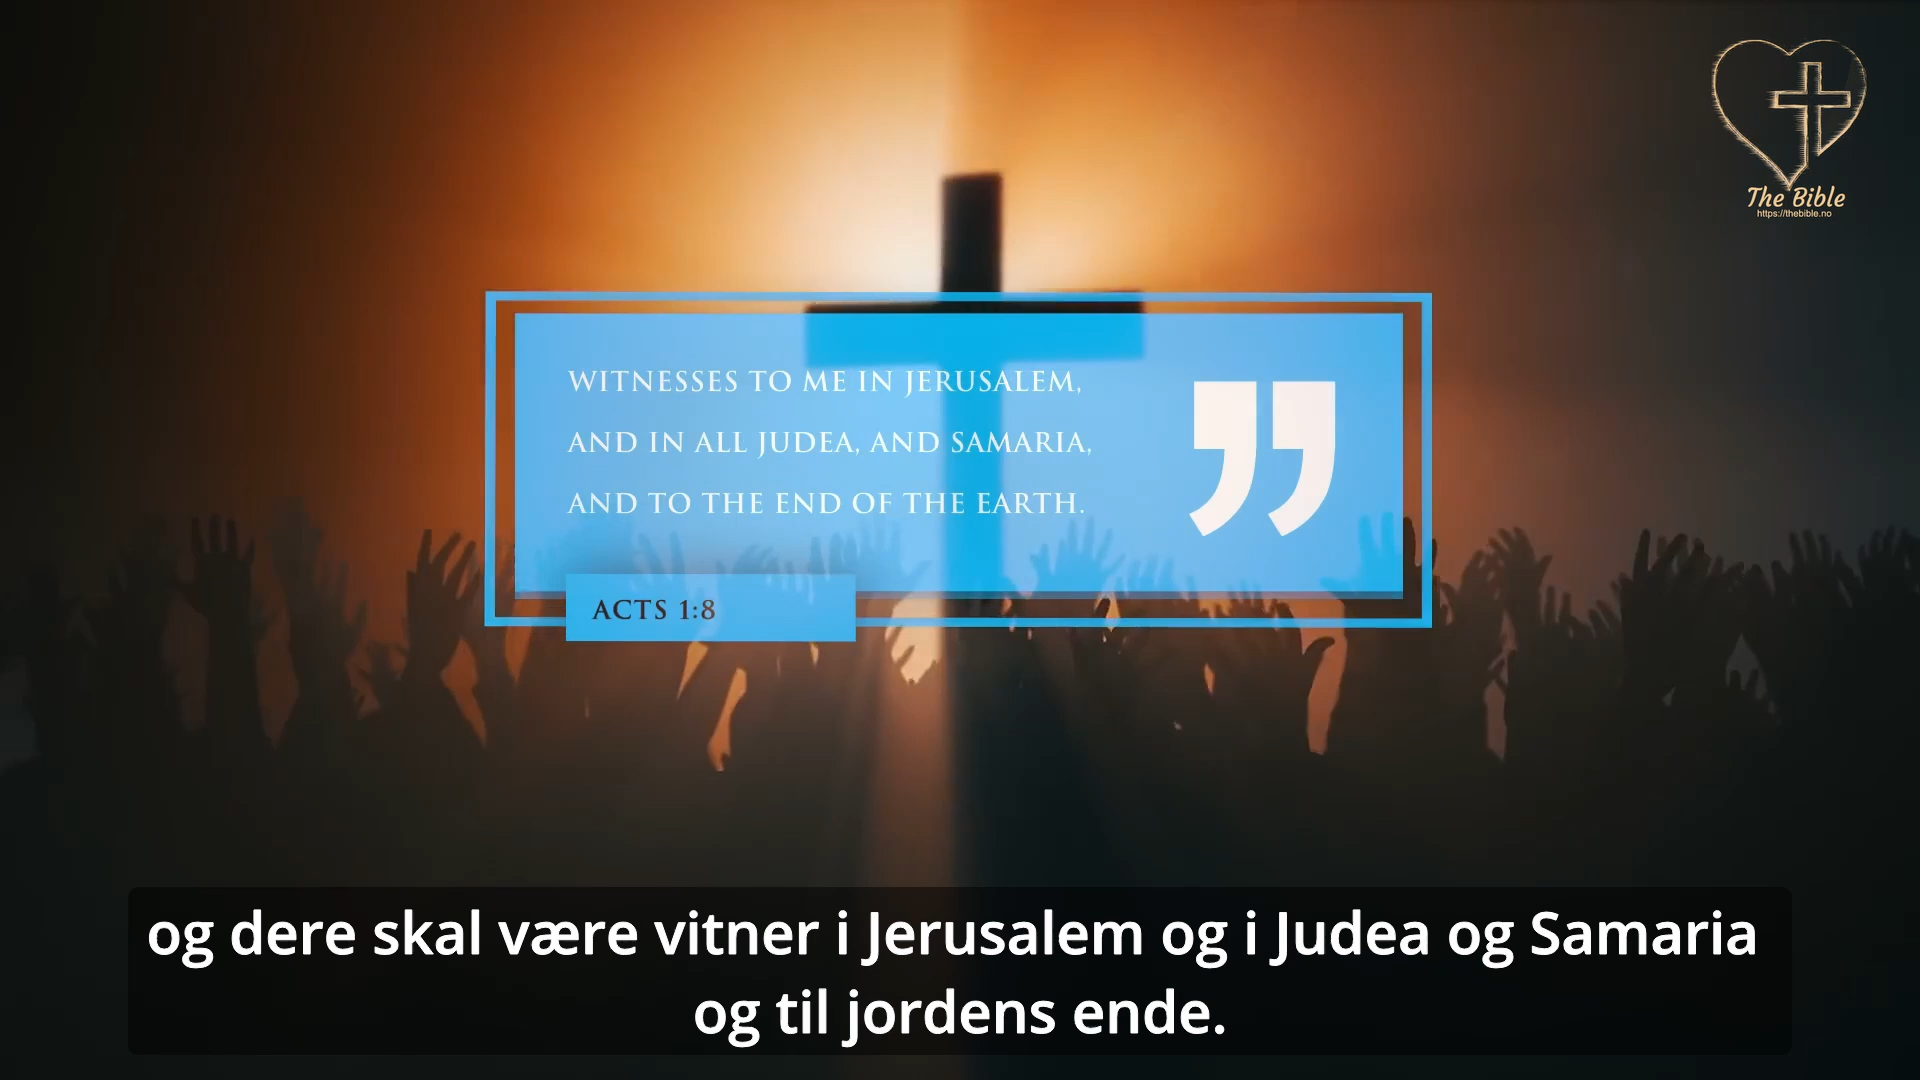 The Bible
https://thebible.no
WITNESSES TO ME IN JERUSALEM,
AND IN ALL JUDEA, AND SAMARIA,
AND TO THE END OF THE EARTH.
”
ACTS 1:8
og dere skal være vitner i Jerusalem og i Judea og Samaria
og til jordens ende.